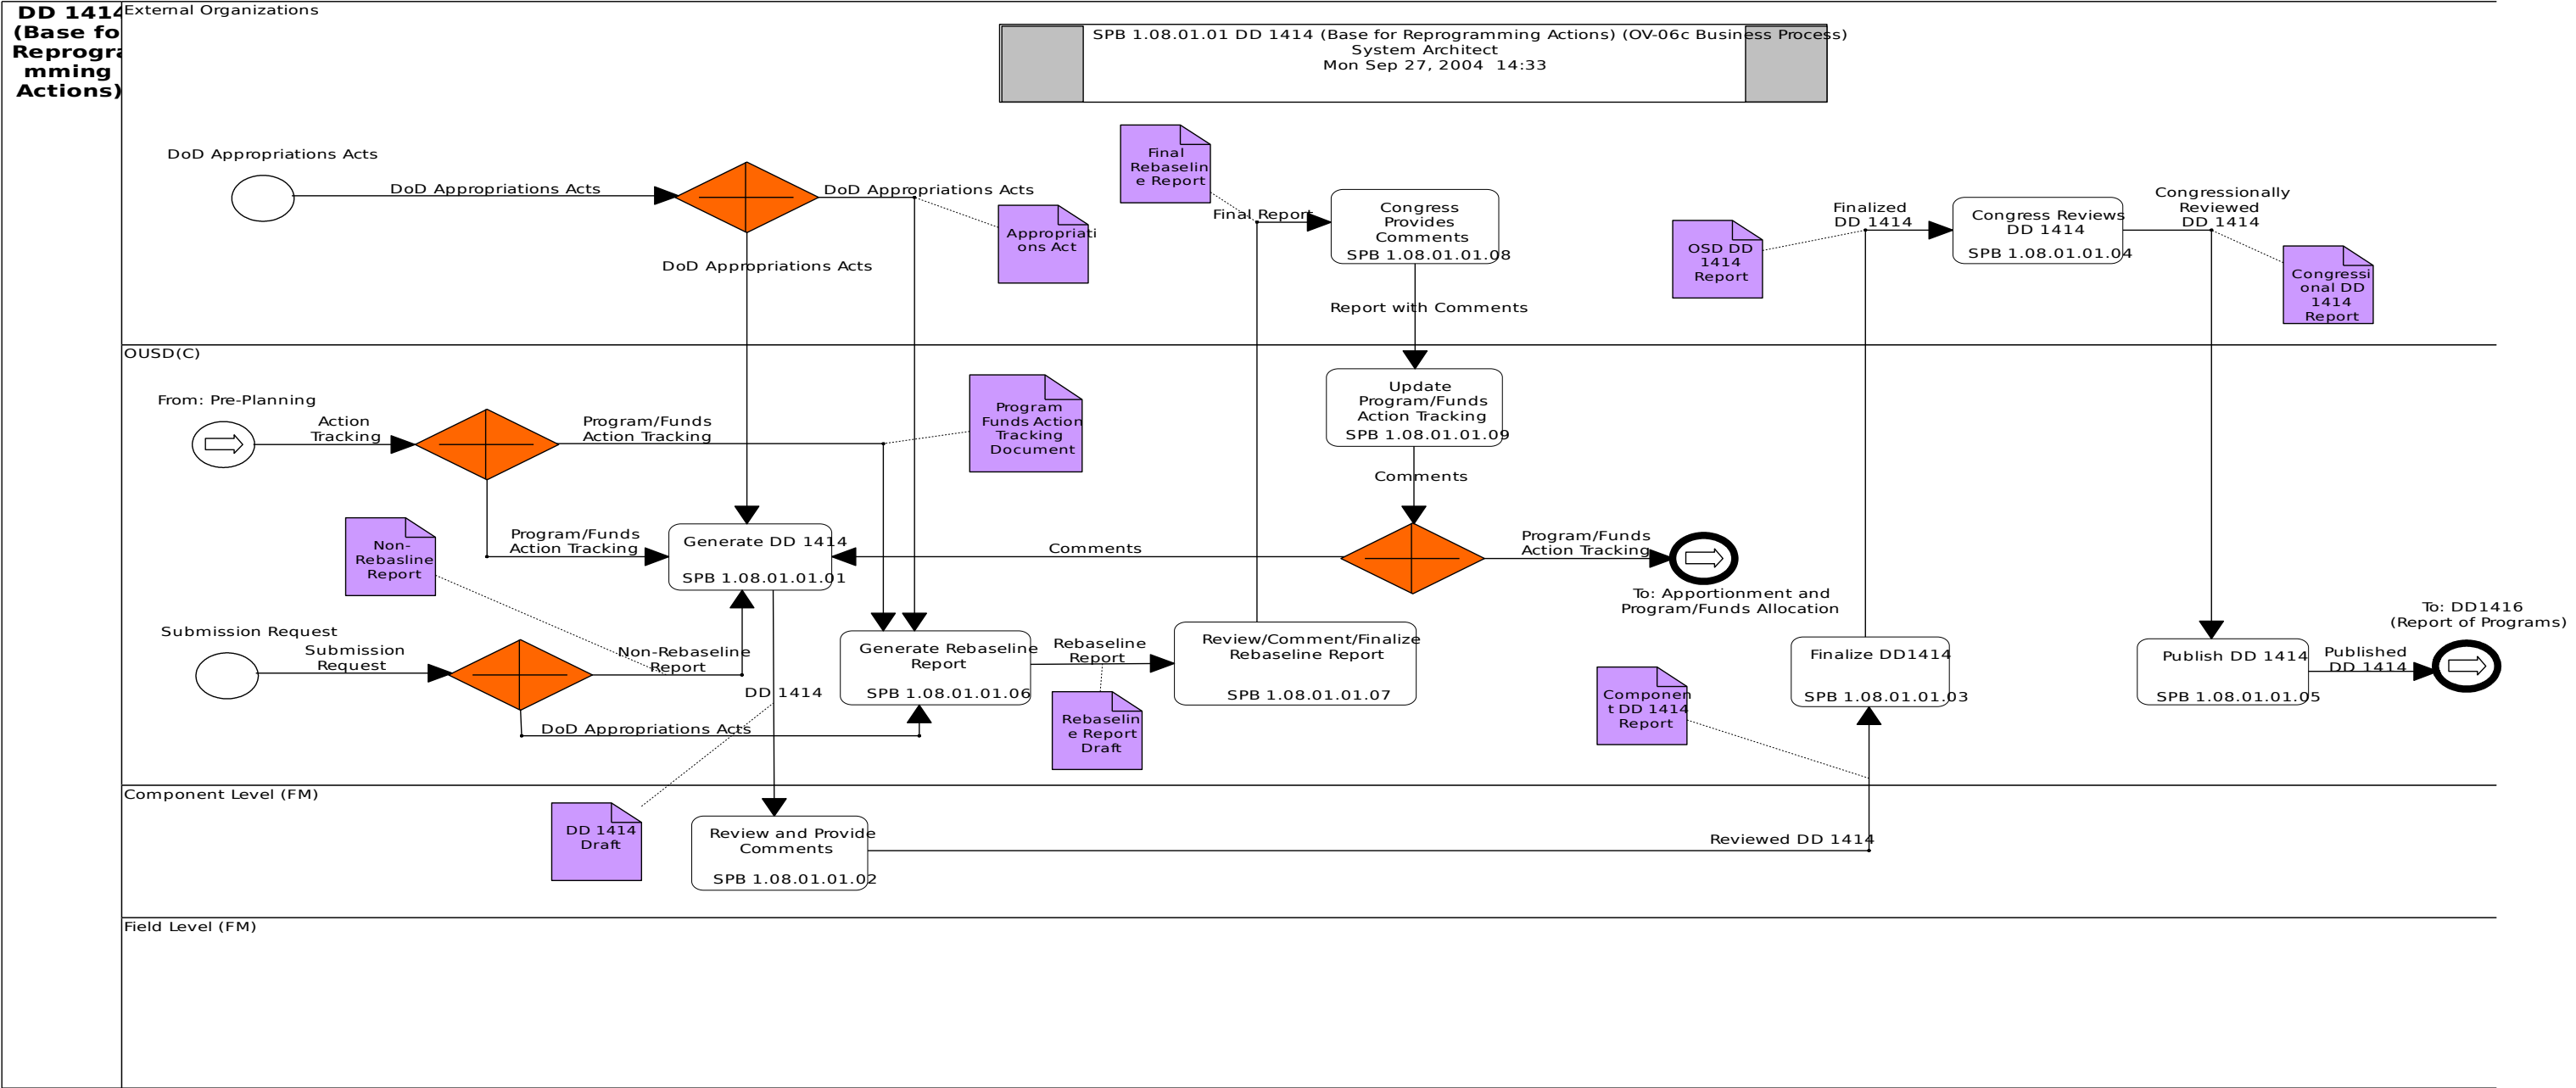 DD 1414
(Base fo
Reprogra
mming
Actions)
External Organizations
SPB 1.08.01.01 DD 1414 (Base for Reprogramming Actions) (OV-06c Business Process)
System Architect
Mon Sep 27, 2004  14:33
DoD Appropriations Acts
DoD Appropriations Acts
DoD Appropriations Acts
DoD Appropriations Acts
Appropriati
ons Act
Final
Rebaselin
e Report
Final Report
Congress
Provides
Comments
SPB 1.08.01.01.08
Report with Comments
OSD DD
1414
Report
Finalized
DD 1414
Congress Reviews
DD 1414
SPB 1.08.01.01.04
Congressionally
Reviewed
DD 1414
Congressi
onal DD
1414
Report
OUSD(C)
From: Pre-Planning
Action
Tracking
Program/Funds
Action Tracking
Program
Funds Action
Tracking
Document
Update
Program/Funds
Action Tracking
SPB 1.08.01.01.09
Comments
Non-
Rebasline
Report
Program/Funds
Action Tracking
Generate DD 1414
SPB 1.08.01.01.01
Comments
Program/Funds
Action Tracking
To: Apportionment and
Program/Funds Allocation
Submission Request
Submission
Request
Non-Rebaseline
Report
DD 1414
DoD Appropriations Acts
Generate Rebaseline
Report
SPB 1.08.01.01.06
Rebaseline
Report
Rebaselin
e Report
Draft
Review/Comment/Finalize
Rebaseline Report
SPB 1.08.01.01.07
Componen
t DD 1414
Report
Finalize DD1414
SPB 1.08.01.01.03
Publish DD 1414
SPB 1.08.01.01.05
Published
DD 1414
To: DD1416
(Report of Programs)
Component Level (FM)
DD 1414
Draft
Review and Provide
Comments
SPB 1.08.01.01.02
Reviewed DD 1414
Field Level (FM)